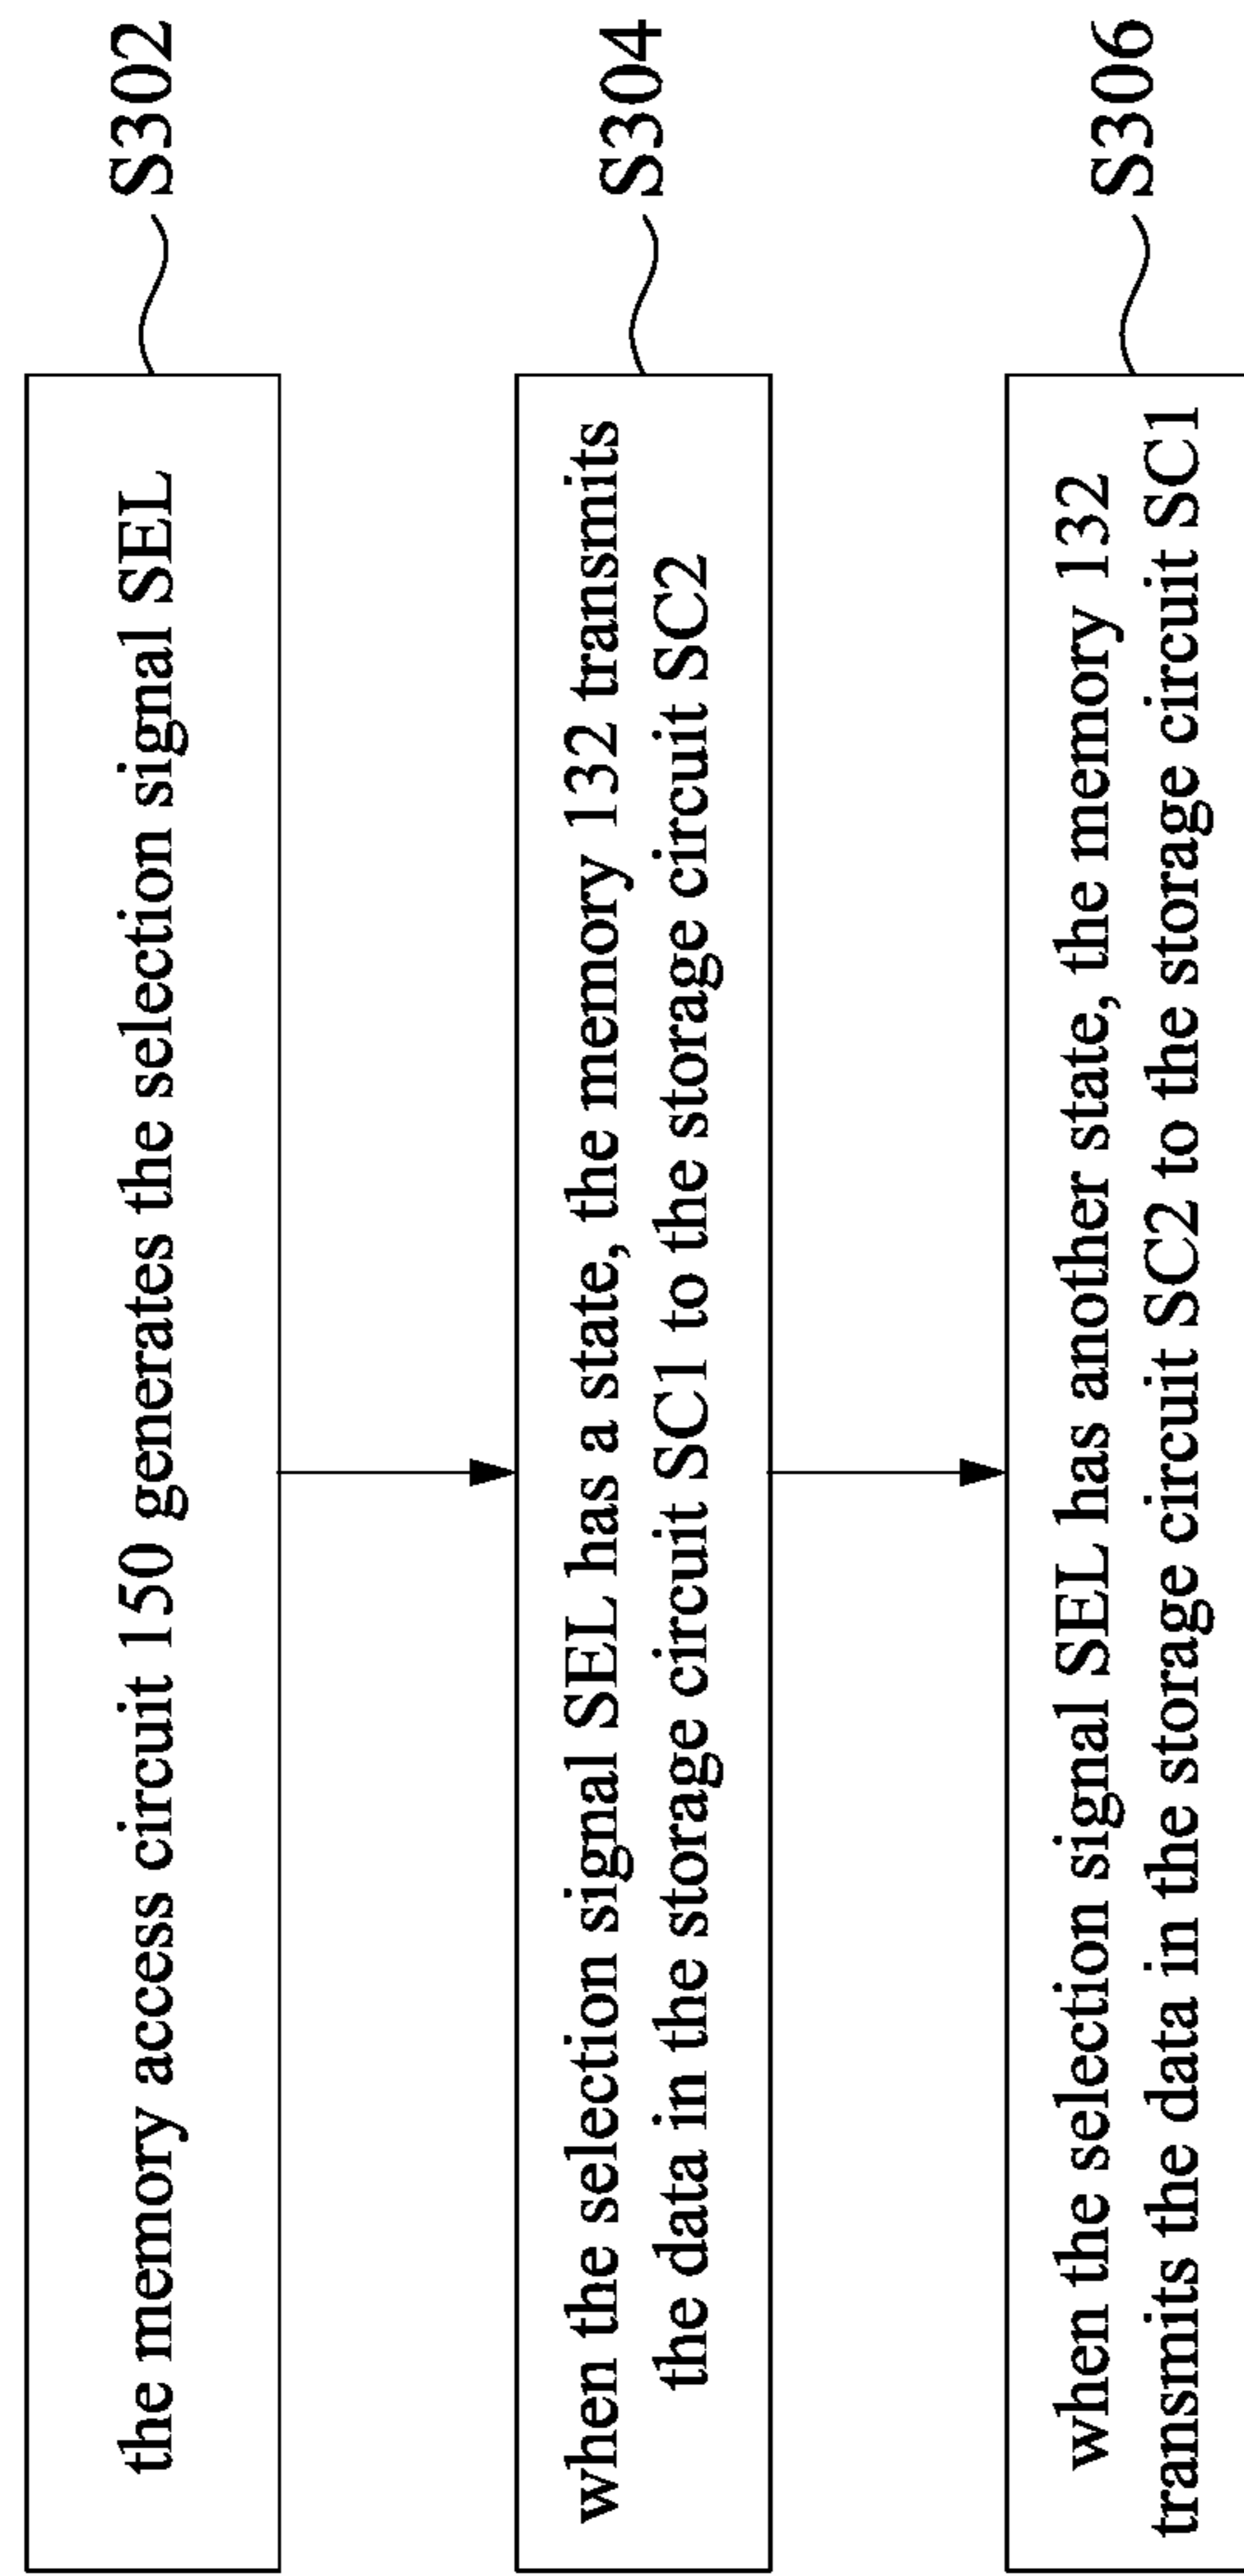 the memory access circuit 150 generates the selection signal SEL
S302
when the selection signal SEL has a state, the memory 132 transmits
the data in the storage circuit SC1 to the storage circuit SC2
S304
when the selection signal SEL has another state, the memory 132
transmits the data in the storage circuit SC2 to the storage circuit SC1
S306